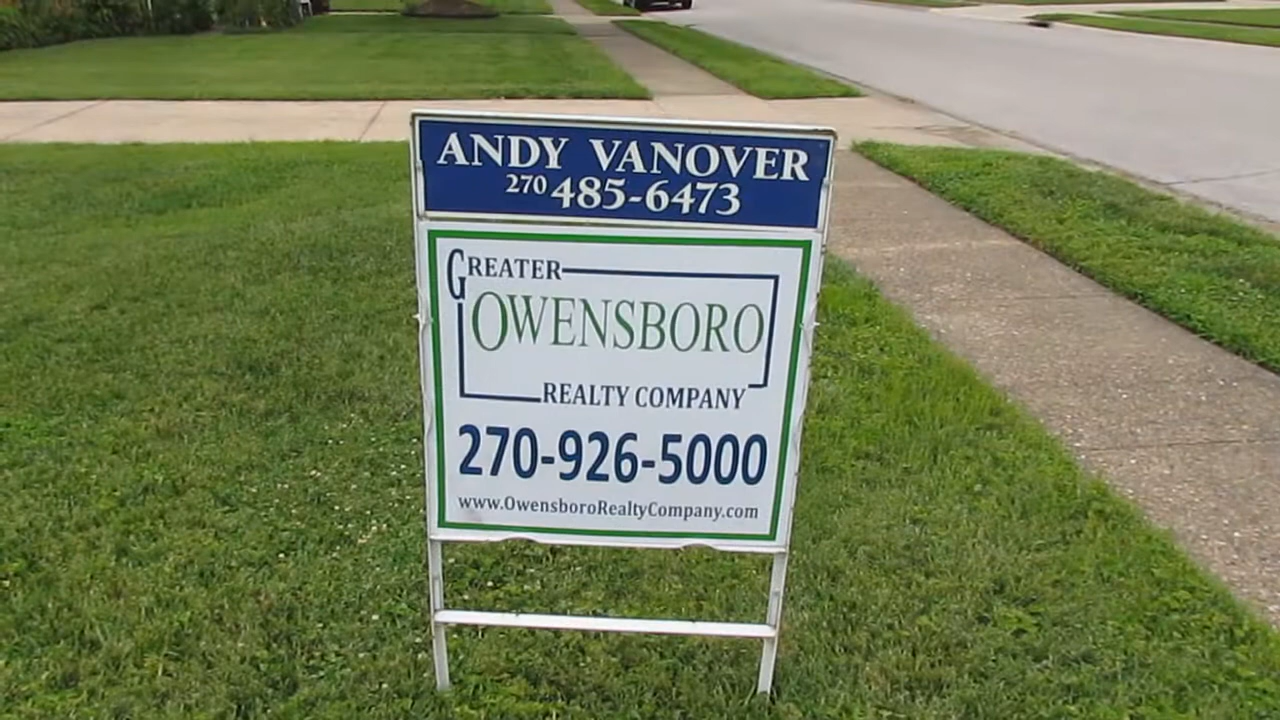 ANDY VANOVER
270 485-6473
GREATER
OWENSBORO
REALTY COMPANY
270-926-5000
www.OwensboroRealtyCompany.com